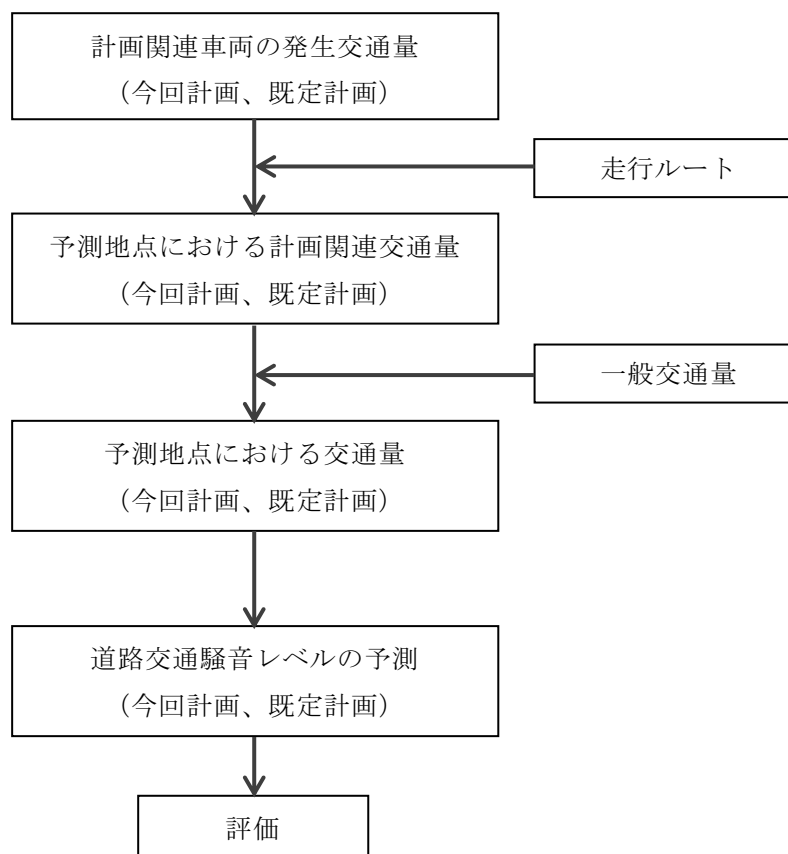 計画関連車両の発生交通量
（今回計画、既定計画）
走行ルート
予測地点における計画関連交通量
（今回計画、既定計画）
一般交通量
予測地点における交通量
（今回計画、既定計画）
道路交通騒音レベルの予測
（今回計画、既定計画）
評価